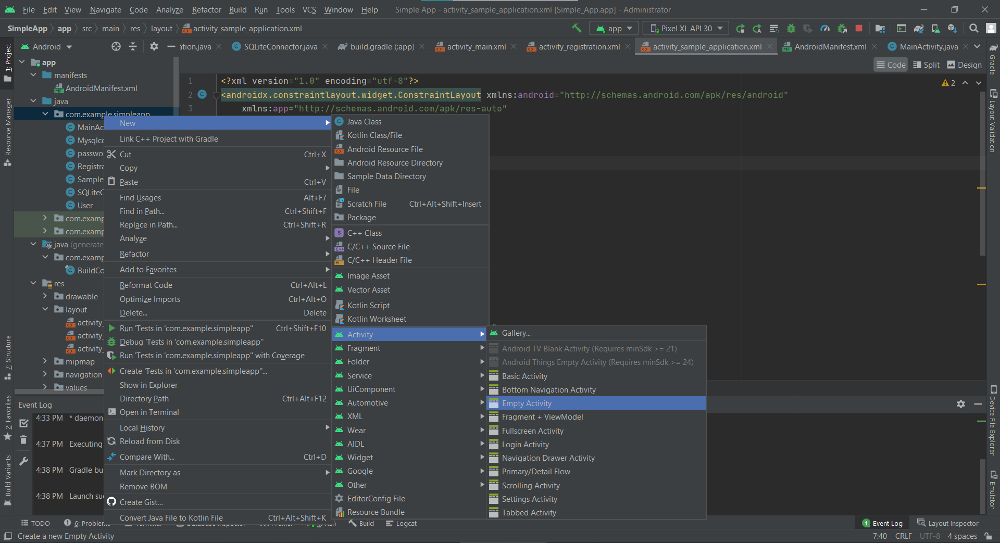 File Edit View Navigate Code Analyze Refactor Build Run Tools VCS Window Help Simple App - activity_sample_application.xml [Simple_App.app] - Administrator
SimpleApp app src main res layout activity_sample_application.xml app Pixel XL API 30
Android ation.java SQLiteConnector.java build.gradle (:app) activity_main.xml activity_registration.xml activity_sample_application.xml AndroidManifest.xml MainActivity.java
Code Split Design
1: Project
Resource Manager
7: Structure
2: Favorites
Build Variants
app
manifests
AndroidManifest.xml
java
com.example.simpleapp
MainAc
Mysqlco
passwo
Registra
Sample
SQLiteC
User
com.examp
com.examp
java (generate
com.examp
BuildCo
res
drawable
layout
activity_
activity_
activity_
mipmap
navigation
values
1 <?xml version="1.0" encoding="utf-8"?>
2 <androidx.constraintlayout.widget.ConstraintLayout xmlns:android="http://schemas.android.com/apk/res/android"
3 xmlns:app="http://schemas.android.com/apk/res-auto"
2
New
Link C++ Project with Gradle
Cut Ctrl+X
Copy
Paste Ctrl+V
Find Usages Alt+F7
Find in Path... Ctrl+Shift+F
Replace in Path... Ctrl+Shift+R
Analyze
Refactor
Add to Favorites
Reformat Code Ctrl+Alt+L
Optimize Imports Ctrl+Alt+O
Delete... Delete
Run 'Tests in 'com.example.simpleapp'' Ctrl+Shift+F10
Debug 'Tests in 'com.example.simpleapp''
Run 'Tests in 'com.example.simpleapp'' with Coverage
Create 'Tests in 'com.example.simpleapp''...
Show in Explorer
Directory Path Ctrl+Alt+F12
Open in Terminal
Local History
Reload from Disk
Compare With... Ctrl+D
Mark Directory as
Remove BOM
Create Gist...
Convert Java File to Kotlin File Ctrl+Alt+Shift+K
Java Class
Kotlin Class/File
Android Resource File
Android Resource Directory
Sample Data Directory
File
Scratch File Ctrl+Alt+Shift+Insert
Package
C++ Class
C/C++ Source File
C/C++ Header File
Image Asset
Vector Asset
Kotlin Script
Kotlin Worksheet
Activity
Fragment
Folder
Service
UiComponent
Automotive
XML
Wear
AIDL
Widget
Google
Other
EditorConfig File
Resource Bundle
Gallery...
Android TV Blank Activity (Requires minSdk >= 21)
Android Things Empty Activity (Requires minSdk >= 24)
Basic Activity
Bottom Navigation Activity
Empty Activity
Fragment + ViewModel
Fullscreen Activity
Login Activity
Navigation Drawer Activity
Primary/Detail Flow
Scrolling Activity
Settings Activity
Tabbed Activity
Gradle
Layout Validation
Device File Explorer
Emulator
Event Log
4:33 PM * daemon
4:37 PM Executing
4:38 PM Gradle bu
4:38 PM Launch su
TODO 6: Problems Terminal Database Inspector Profiler 4: Run Build Logcat 1 Event Log Layout Inspector
Create a new Empty Activity 7:40 CRLF UTF-8 4 spaces